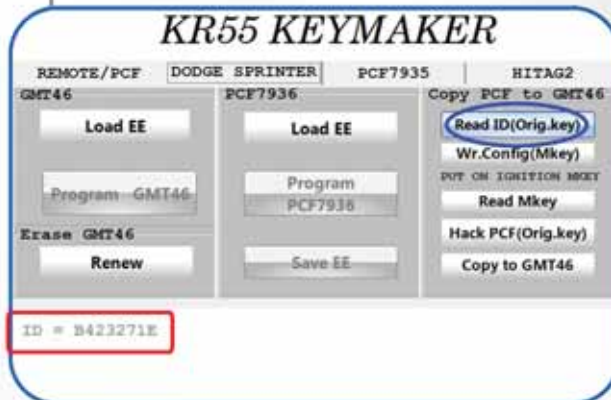 KR55 KEYMAKER
REMOTE/PCF DODGE SPRINTER PCF7935 HITAG2
GMT46 PCF7936 Copy PCF to GMT46
Load EE Load EE Read ID(Orig.key)
Wr.Config(Mkey)
PUT ON IGNITION MKEY
Program GMT46 Program PCF7936 Read Mkey
Erase GMT46 Hack PCF(Orig.key)
Renew Save EE Copy to GMT46
ID = B423271E